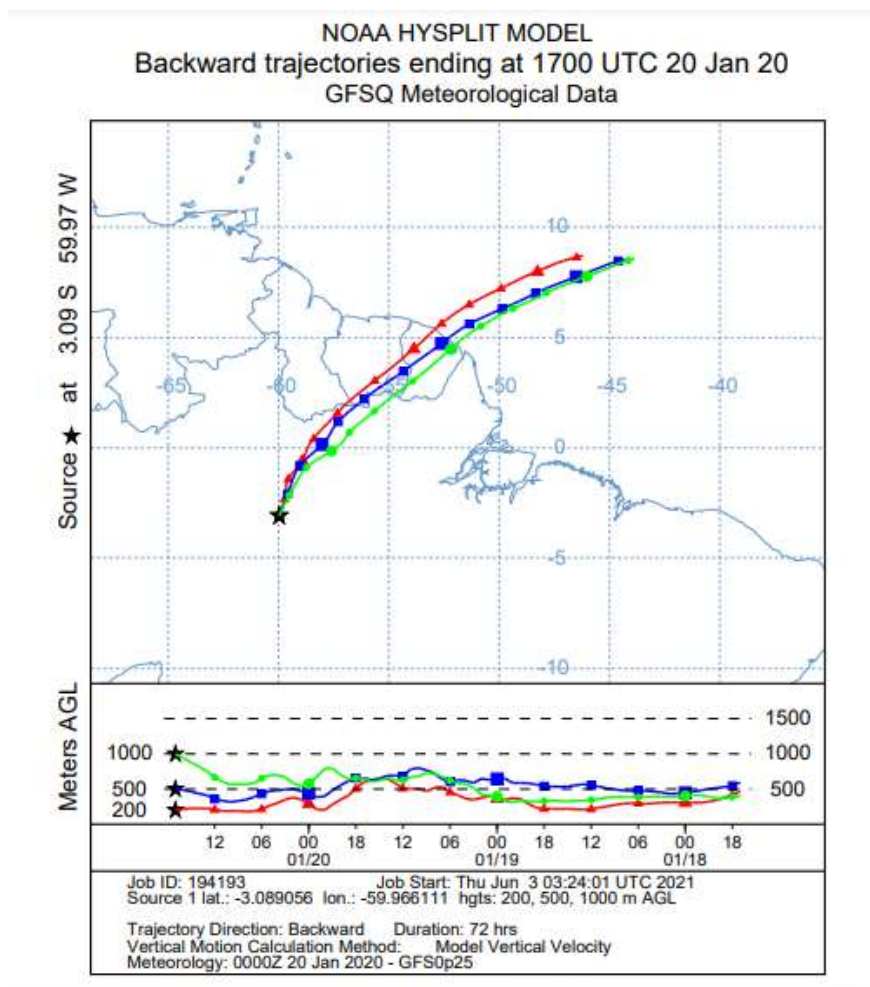 NOAA HYSPLIT MODEL
Backward trajectories ending at 1700 UTC 20 Jan 20
GFSQ Meteorological Data
Source ★ at 3.09 S 59.97 W
10
5
-65 -60 -55 -50 -45 -40
0
-5
-10
Meters AGL
1500
1000 1000
500 500
200
12 06 00 18 12 06 00 18 12 06 00 18
01/20 01/19 01/18
Job ID: 194193 Job Start: Thu Jun 3 03:24:01 UTC 2021
Source 1 lat.: -3.089056 lon.: -59.966111 hgts: 200, 500, 1000 m AGL
Trajectory Direction: Backward Duration: 72 hrs
Vertical Motion Calculation Method: Model Vertical Velocity
Meteorology: 0000Z 20 Jan 2020 - GFS0p25